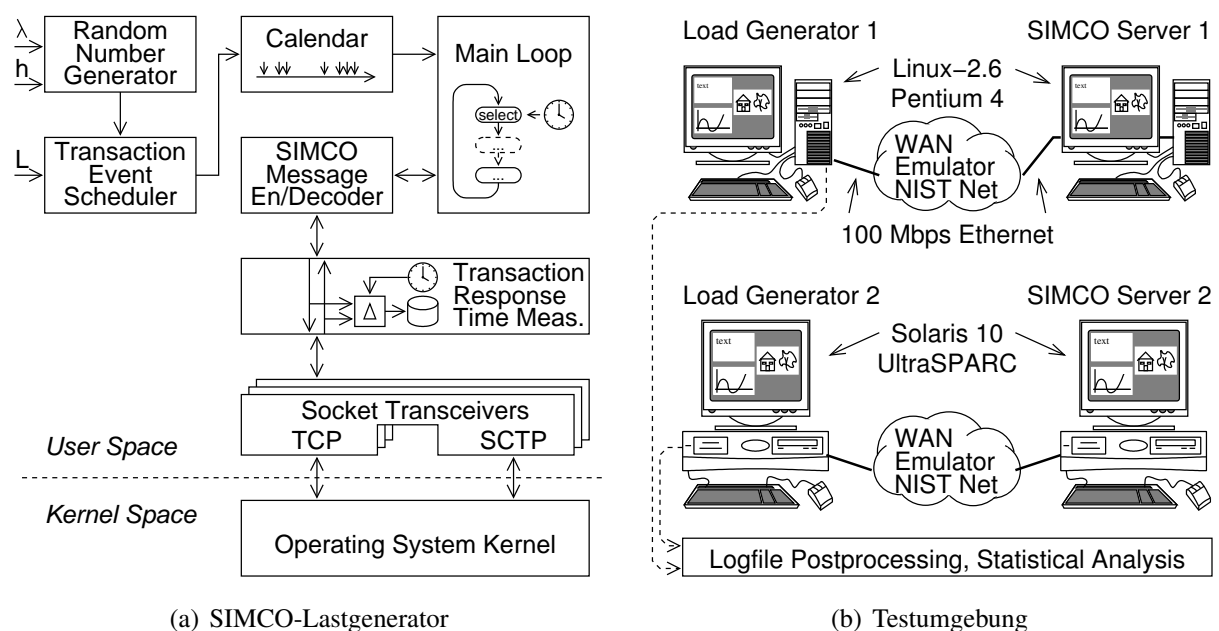 λ
h
Random
Number
Generator
Calendar
Main Loop
select
...
...
L
Transaction
Event
Scheduler
SIMCO
Message
En/Decoder
Transaction
Response
Time Meas.
Δ
Socket Transceivers
TCP
SCTP
User Space
Kernel Space
Operating System Kernel
(a) SIMCO-Lastgenerator
Load Generator 1
SIMCO Server 1
text
text
Linux−2.6
Pentium 4
WAN
Emulator
NIST Net
100 Mbps Ethernet
Load Generator 2
SIMCO Server 2
text
text
Solaris 10
UltraSPARC
WAN
Emulator
NIST Net
Logfile Postprocessing, Statistical Analysis
(b) Testumgebung